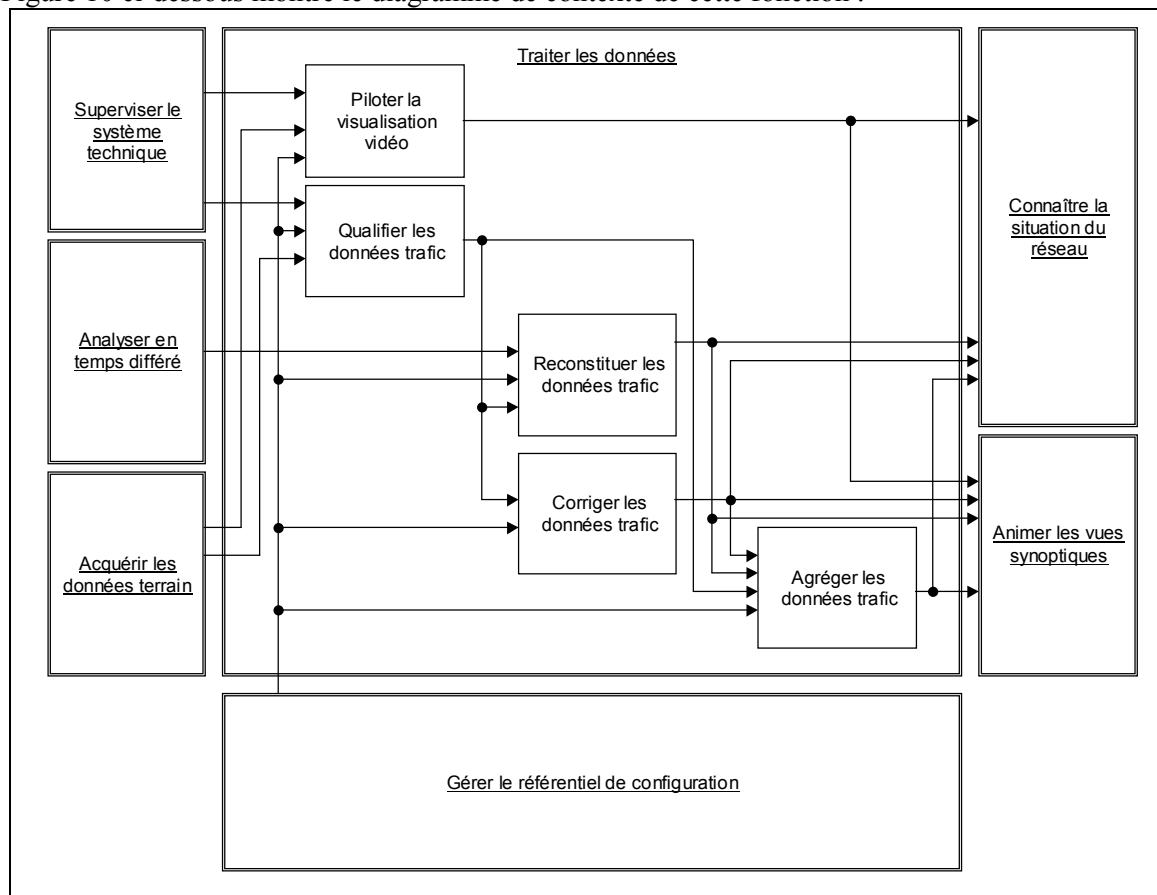 Figure 10 ci-dessous montre le diagramme de contexte de cette fonction :
Traiter les données
Superviser le
système
technique
Piloter la
visualisation
vidéo
Qualifier les
données trafic
Connaître la
situation du
réseau
Analyser en
temps différé
Reconstituer les
données trafic
Corriger les
données trafic
Acquérir les
données terrain
Agréger les
données trafic
Animer les vues
synoptiques
Gérer le référentiel de configuration